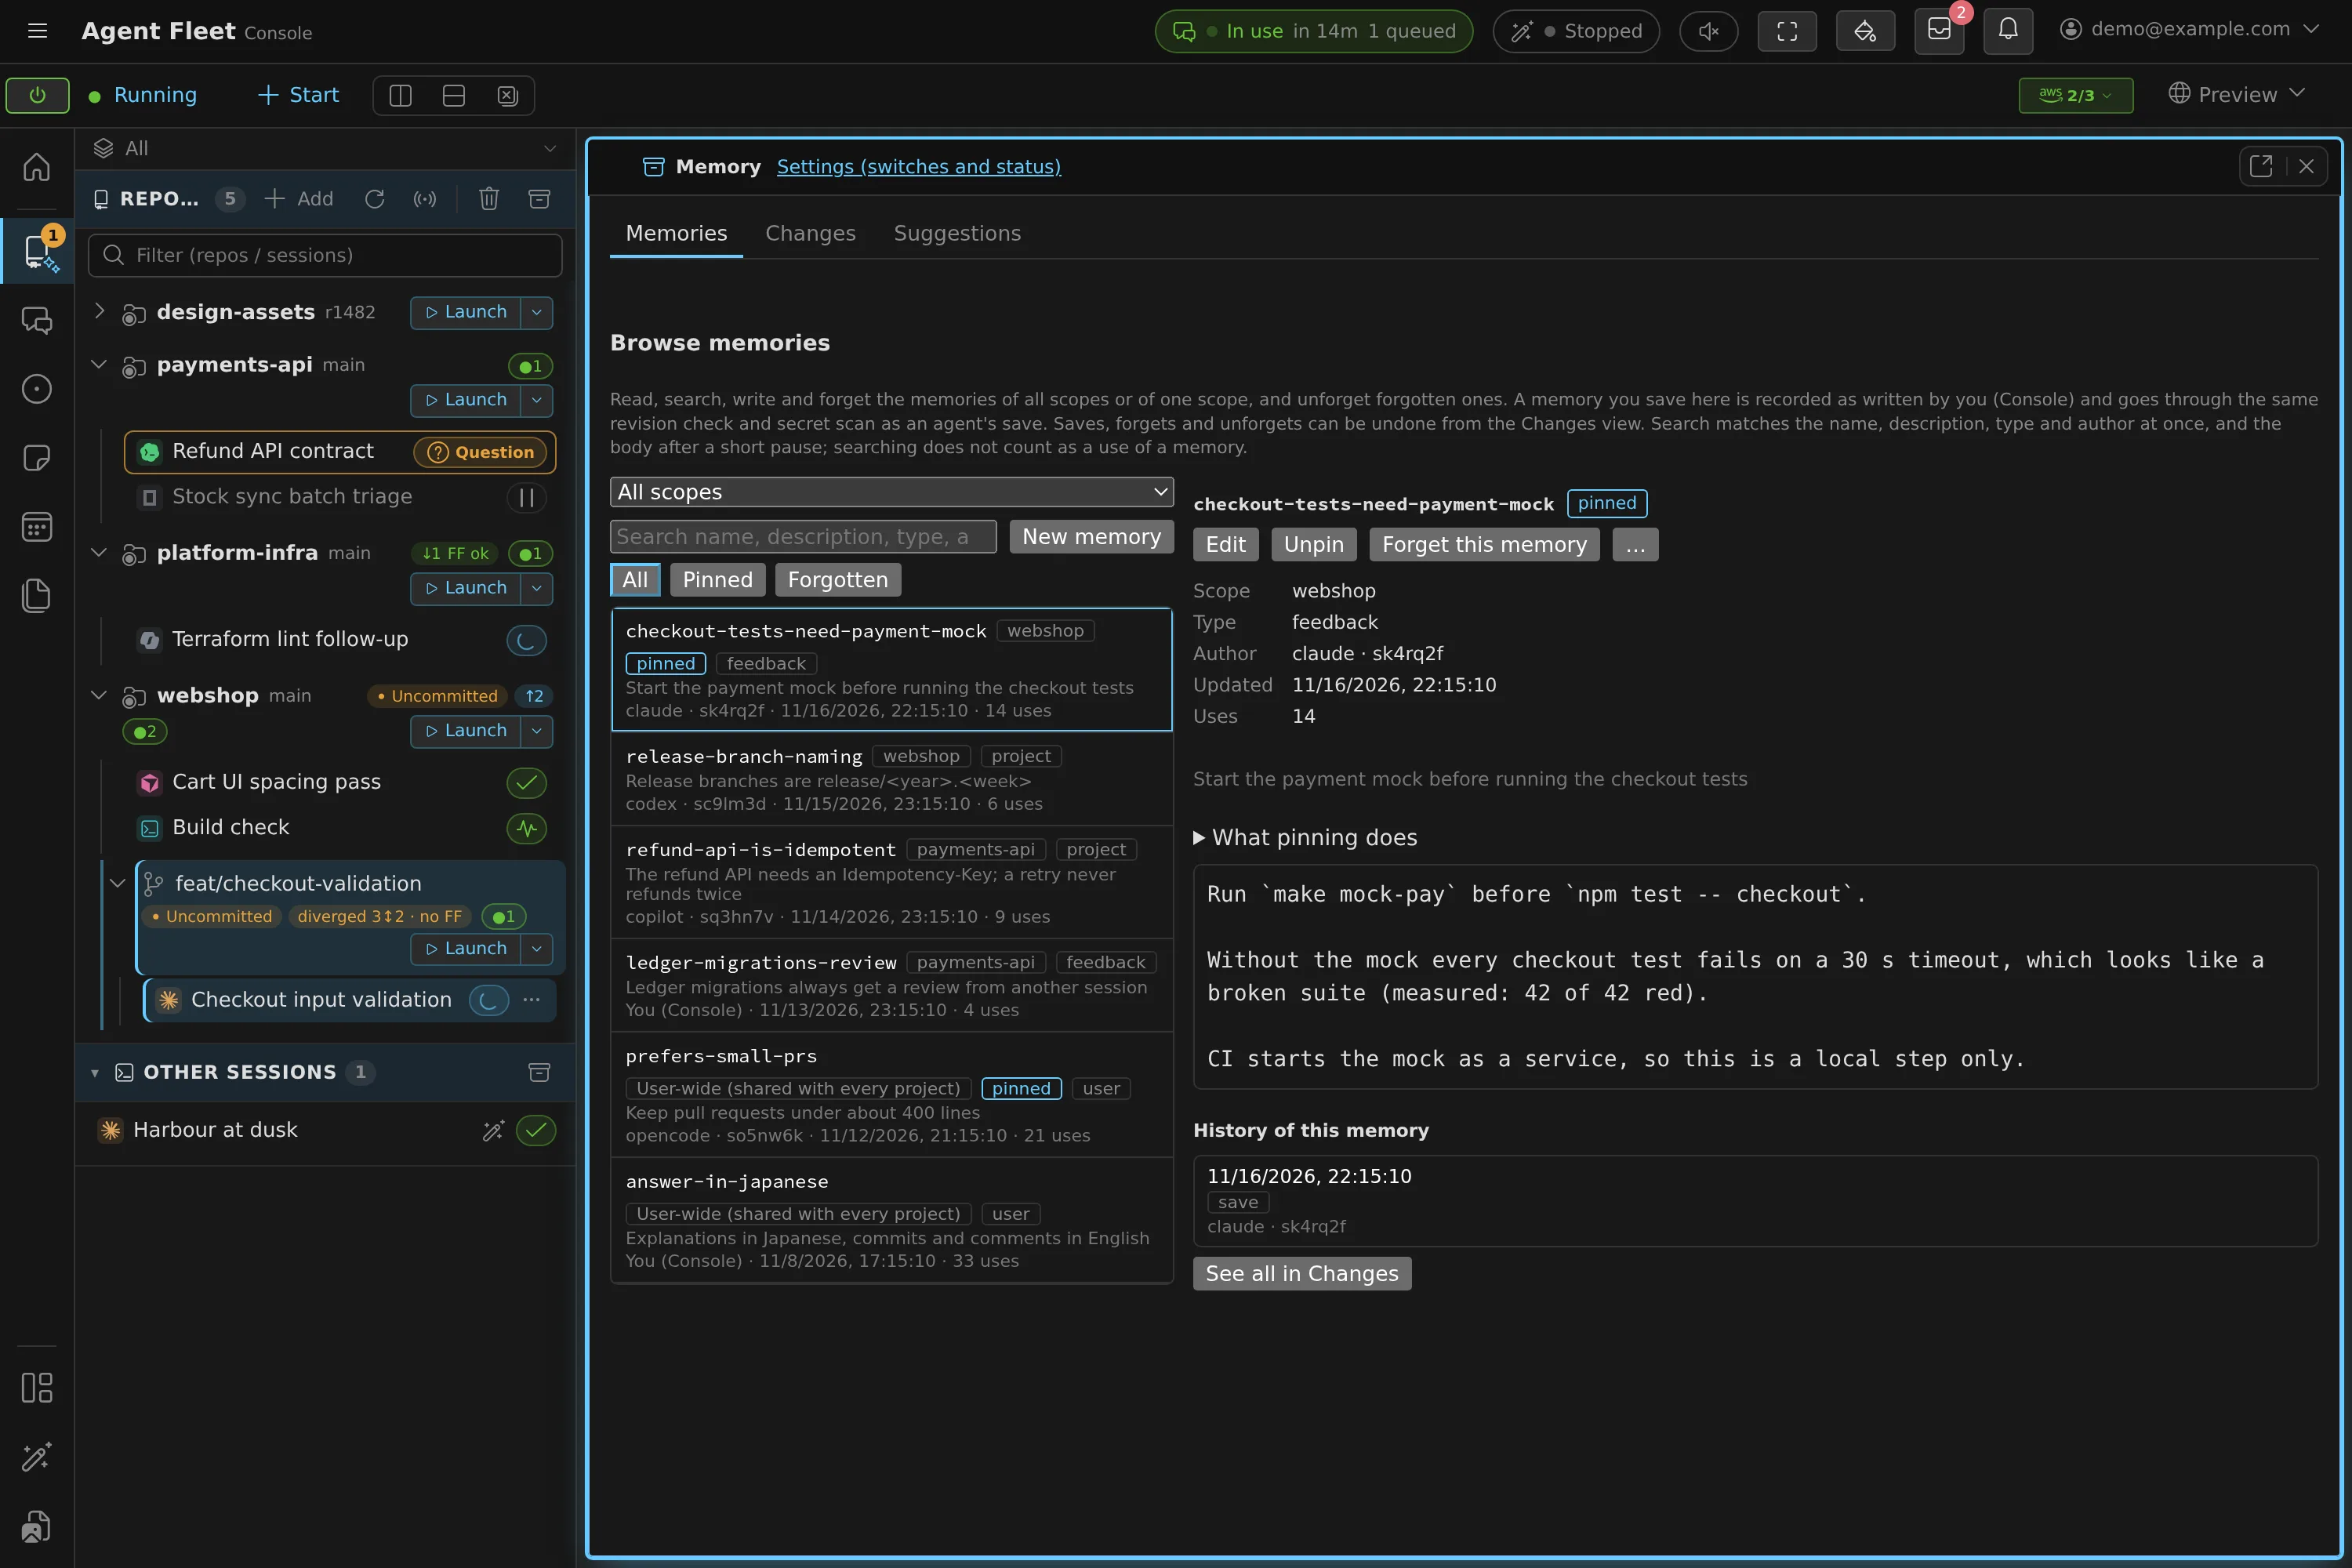 Agent Fleet Console
In use in 14m 1 queued
Stopped
2
demo@example.com
Running
+ Start
aws 2/3
Preview
All
REPO... 5 + Add
1
Filter (repos / sessions)
design-assets r1482
Launch
payments-api main
1
Launch
Refund API contract
? Question
Stock sync batch triage
platform-infra main
↓1 FF ok
1
Launch
Terraform lint follow-up
webshop main
• Uncommitted
↑2
2
Launch
Cart UI spacing pass
Build check
feat/checkout-validation
• Uncommitted
diverged 3↕2 · no FF
1
Launch
Checkout input validation
OTHER SESSIONS 1
Harbour at dusk
Memory Settings (switches and status)
Memories Changes Suggestions
Browse memories
Read, search, write and forget the memories of all scopes or of one scope, and unforget forgotten ones. A memory you save here is recorded as written by you (Console) and goes through the same
revision check and secret scan as an agent's save. Saves, forgets and unforgets can be undone from the Changes view. Search matches the name, description, type and author at once, and the
body after a short pause; searching does not count as a use of a memory.
All scopes
Search name, description, type, a
New memory
All
Pinned
Forgotten
checkout-tests-need-payment-mock webshop
pinned feedback
Start the payment mock before running the checkout tests
claude · sk4rq2f · 11/16/2026, 22:15:10 · 14 uses
release-branch-naming webshop project
Release branches are release/<year>.<week>
codex · sc9lm3d · 11/15/2026, 23:15:10 · 6 uses
refund-api-is-idempotent payments-api project
The refund API needs an Idempotency-Key; a retry never
refunds twice
copilot · sq3hn7v · 11/14/2026, 23:15:10 · 9 uses
ledger-migrations-review payments-api feedback
Ledger migrations always get a review from another session
You (Console) · 11/13/2026, 23:15:10 · 4 uses
prefers-small-prs
User-wide (shared with every project) pinned user
Keep pull requests under about 400 lines
opencode · so5nw6k · 11/12/2026, 21:15:10 · 21 uses
answer-in-japanese
User-wide (shared with every project) user
Explanations in Japanese, commits and comments in English
You (Console) · 11/8/2026, 17:15:10 · 33 uses
checkout-tests-need-payment-mock pinned
Edit
Unpin
Forget this memory
...
Scope webshop
Type feedback
Author claude · sk4rq2f
Updated 11/16/2026, 22:15:10
Uses 14
Start the payment mock before running the checkout tests
What pinning does
Run `make mock-pay` before `npm test -- checkout`.
Without the mock every checkout test fails on a 30 s timeout, which looks like a
broken suite (measured: 42 of 42 red).
CI starts the mock as a service, so this is a local step only.
History of this memory
11/16/2026, 22:15:10
save
claude · sk4rq2f
See all in Changes